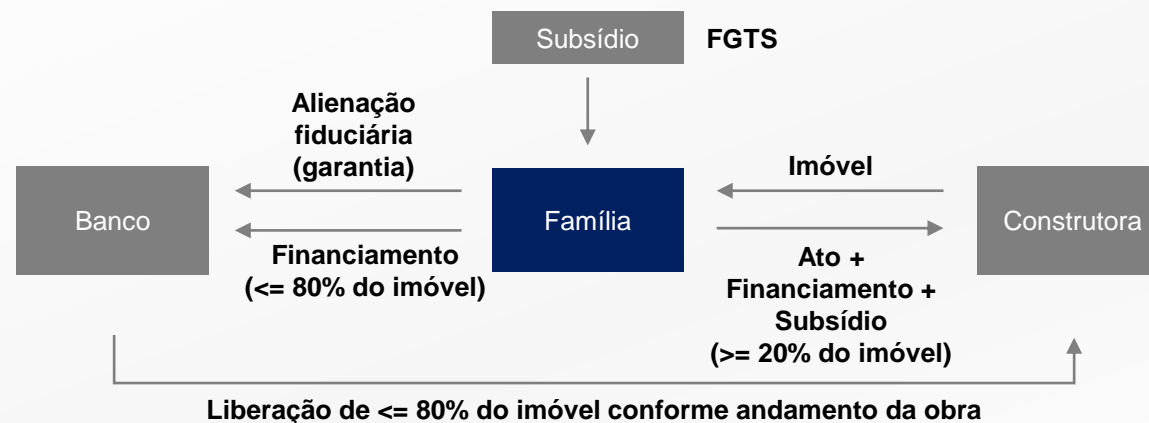 Subsídio
FGTS
Alienação
fiduciária
(garantia)
Imóvel
Banco
Família
Construtora
Financiamento
(<= 80% do imóvel)
Ato +
Financiamento +
Subsídio
(>= 20% do imóvel)
Liberação de <= 80% do imóvel conforme andamento da obra